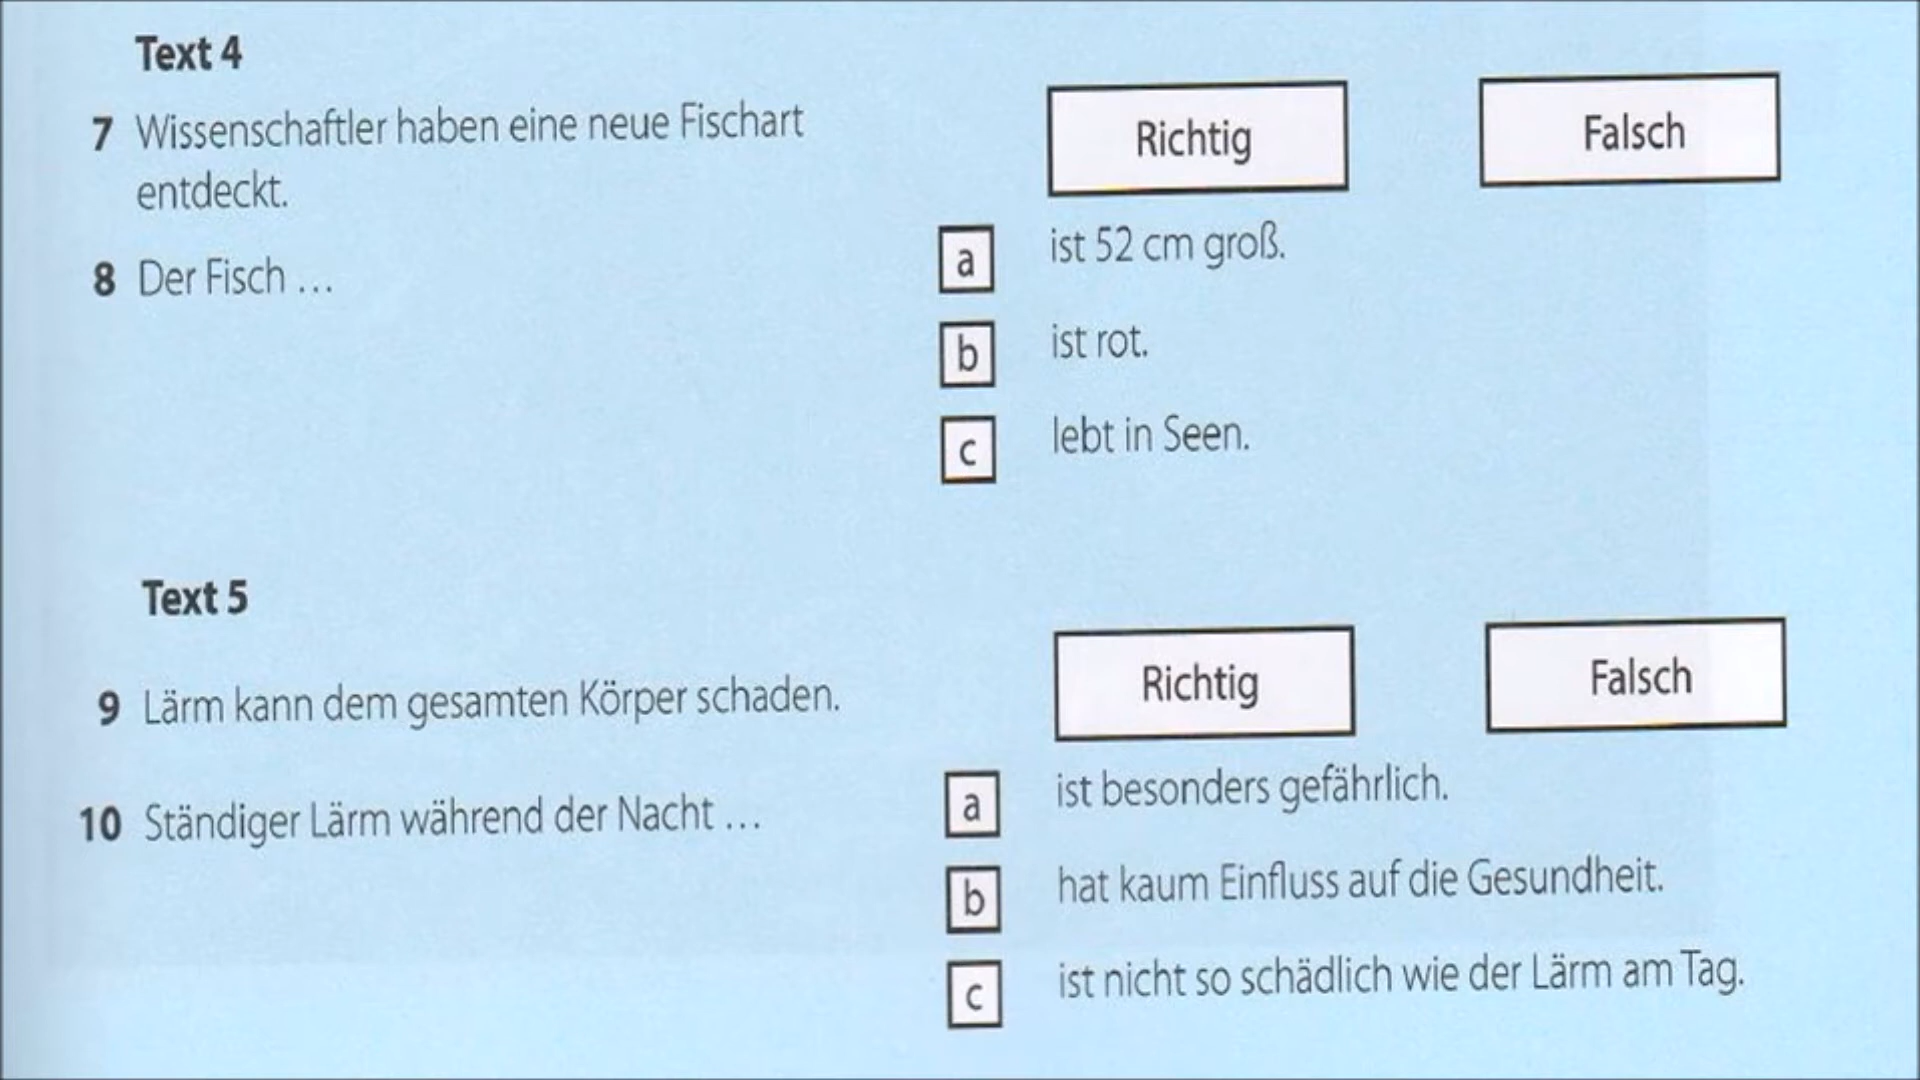 Text 4
7 Wissenschaftler haben eine neue Fischart
entdeckt.
Richtig
Falsch
8 Der Fisch ...
a ist 52 cm groß.
b ist rot.
c lebt in Seen.
Text 5
9 Lärm kann dem gesamten Körper schaden.
Richtig
Falsch
10 Ständiger Lärm während der Nacht ...
a ist besonders gefährlich.
b hat kaum Einfluss auf die Gesundheit.
c ist nicht so schädlich wie der Lärm am Tag.